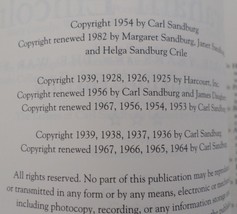 Copyright 1954 by Carl Sandburg
Copyright renewed 1982 by Margaret Sandburg, Janet Sandburg,
and Helga Sandburg Crile
Copyright 1939, 1928, 1926, 1925 by Harcourt, Inc.
Copyright renewed 1956 by Carl Sandburg and James
Copyright renewed 1967, 1956, 1954, 1953 by Carl Sandburg
Copyright 1939, 1938, 1937, 1936 by Carl Sandburg
Copyright renewed 1967, 1966, 1965, 1964 by Carl Sandburg
All rights reserved. No part of this publication may be
or transmitted in any form or by any means, electronic or
including photocopy, recording, or any information storage